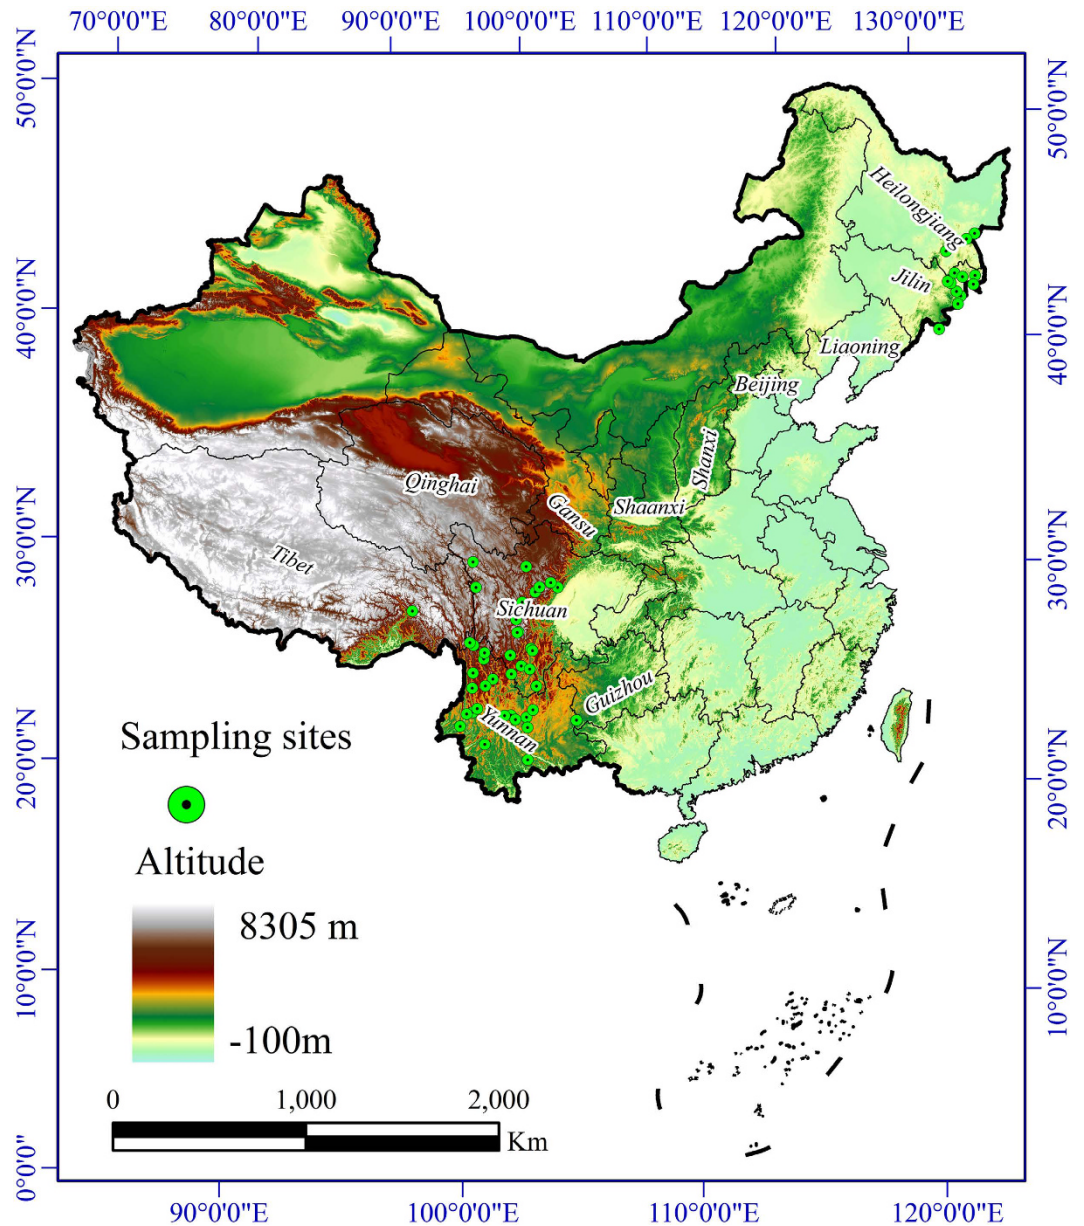 70°0'0"E 80°0'0"E 90°0'0"E 100°0'0"E 110°0'0"E 120°0'0"E 130°0'0"E
50°0'0"N
50°0'0"N
Heilongjiang
Jilin
40°0'0"N
40°0'0"N
Liaoning
Beijing
Shanxi
Qinghai
Shaanxi
Gansu
30°0'0"N
30°0'0"N
Tibet
Sichuan
Guizhou
Yunnan
Sampling sites
20°0'0"N
20°0'0"N
Altitude
8305 m
10°0'0"N
10°0'0"N
-100m
0 1,000 2,000
Km
0°0'0"
90°0'0"E 100°0'0"E 110°0'0"E 120°0'0"E